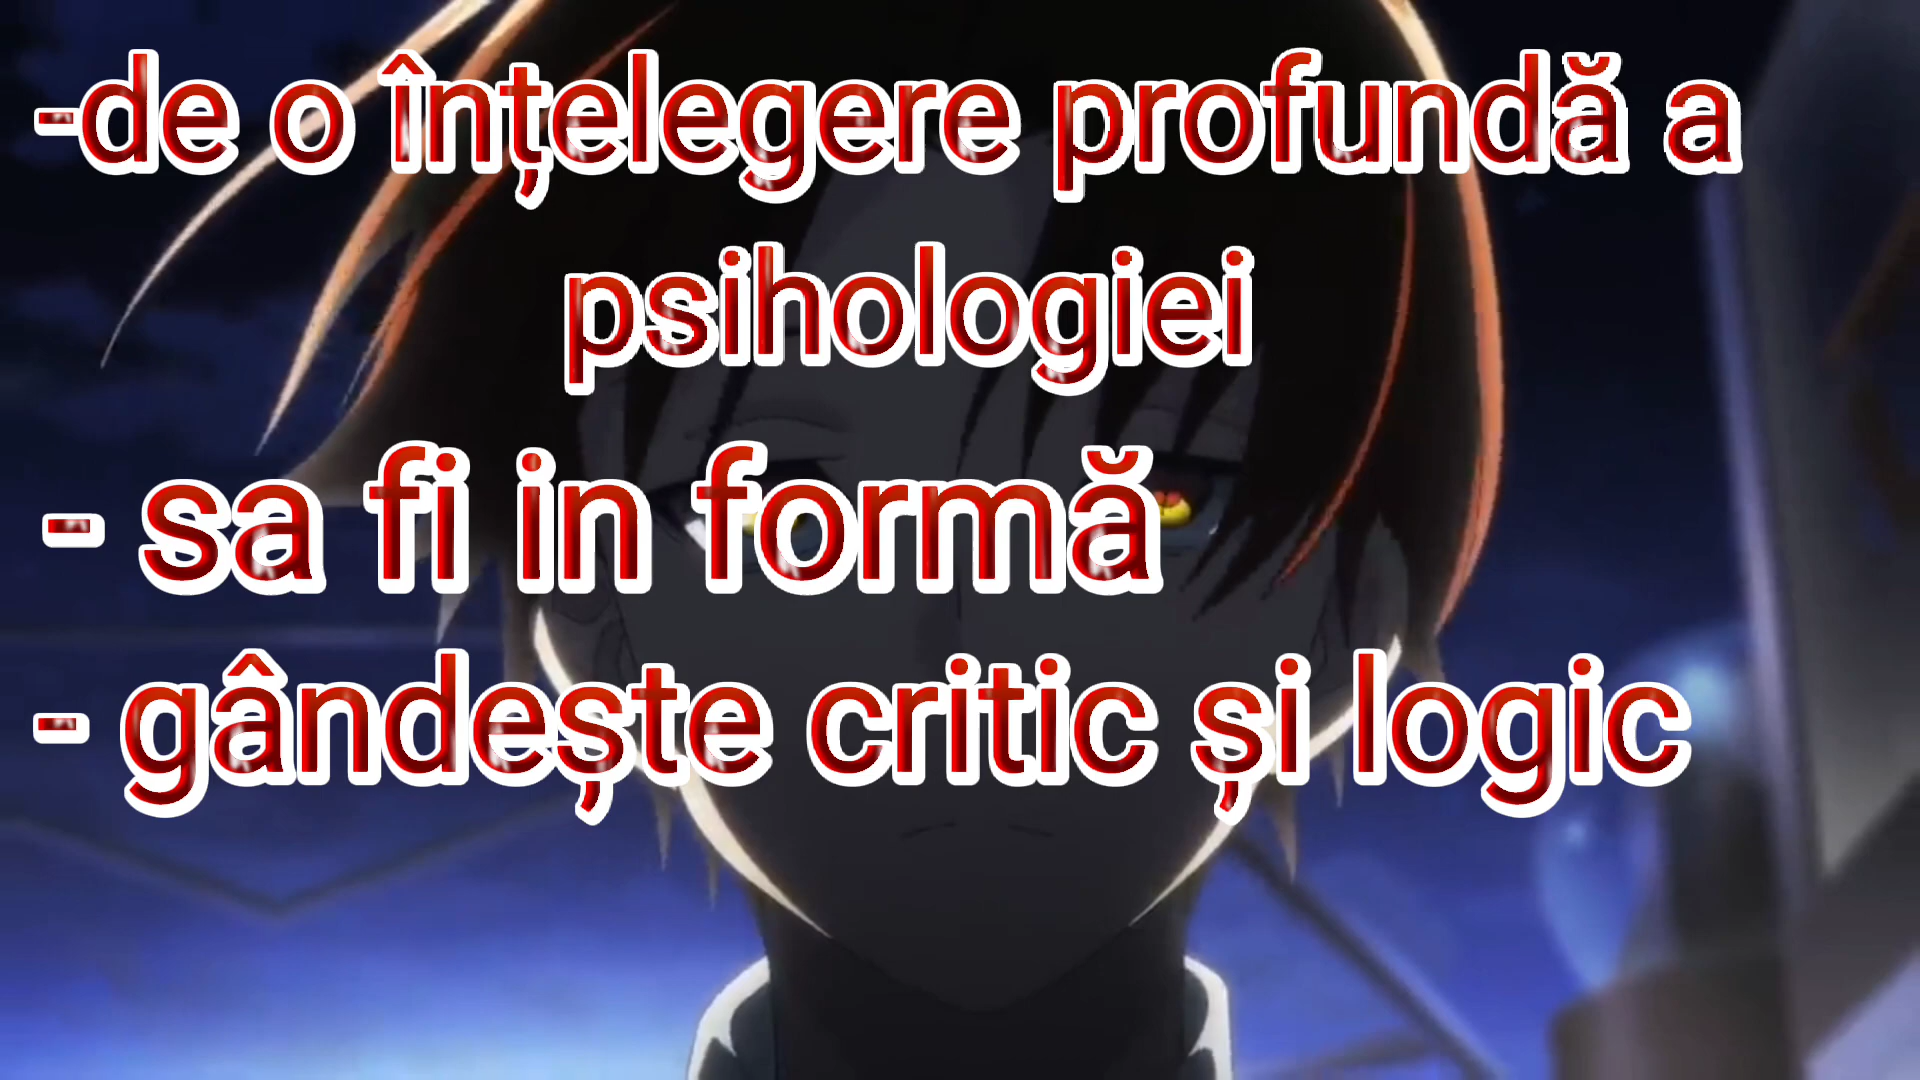 -de o înțelegere profundă a
psihologiei
- sa fi in formă
- gândește critic și logic